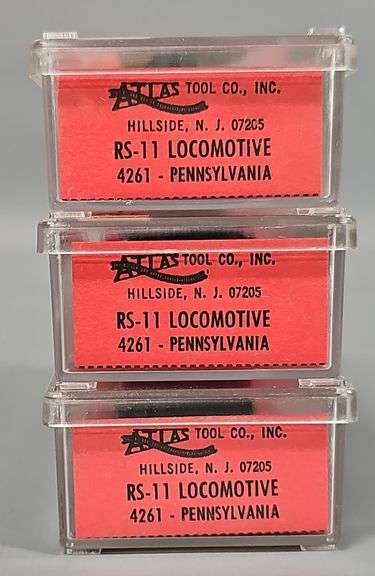 ATLAS TOOL CO., INC.
HILLSIDE, N. J. 07205
RS-11 LOCOMOTIVE
4261 - PENNSYLVANIA
ATLAS TOOL CO., INC.
HILLSIDE, N. J. 07205
RS-11 LOCOMOTIVE
4261 - PENNSYLVANIA
ATLAS TOOL CO., INC.
HILLSIDE, N. J. 07205
RS-11 LOCOMOTIVE
4261 - PENNSYLVANIA